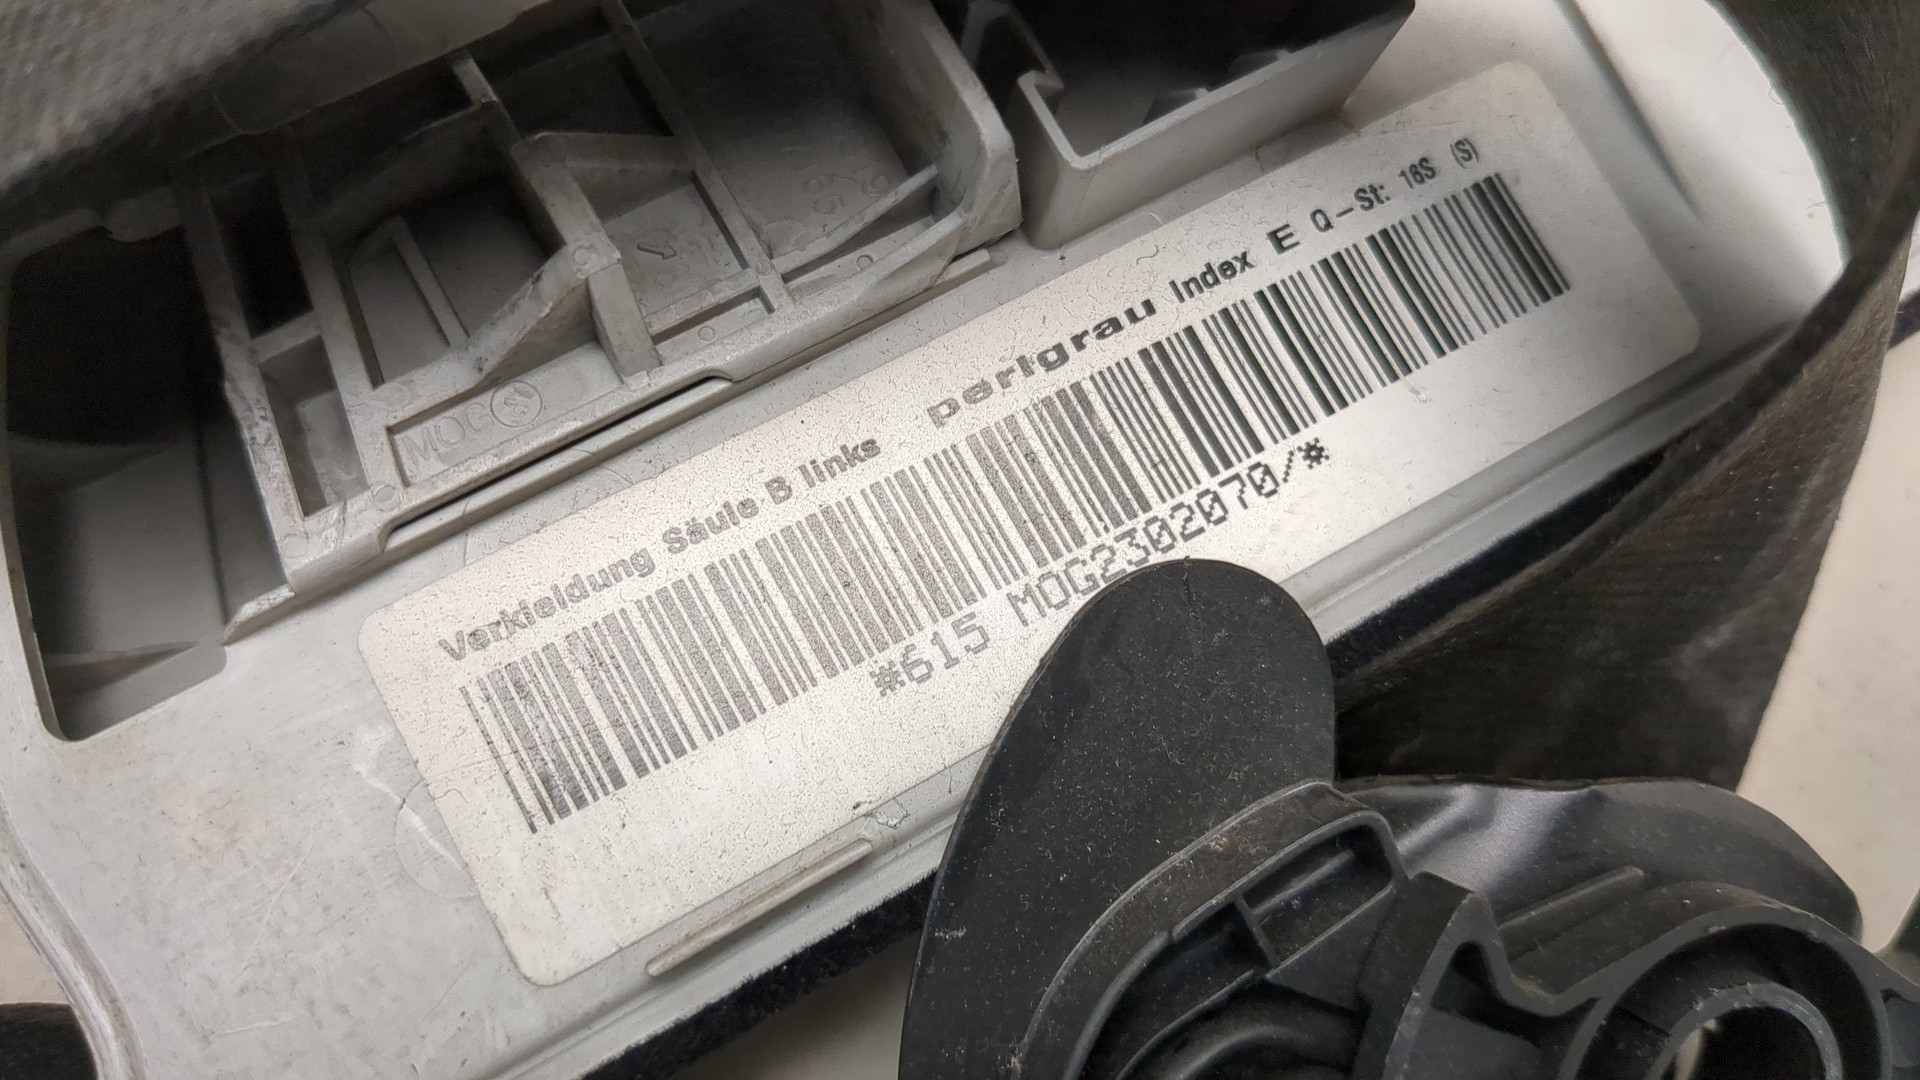 Verkleidung Säule B links perlgrau Index E Q-St: 16S (S)
*615 MOG2302070/*
MOG S